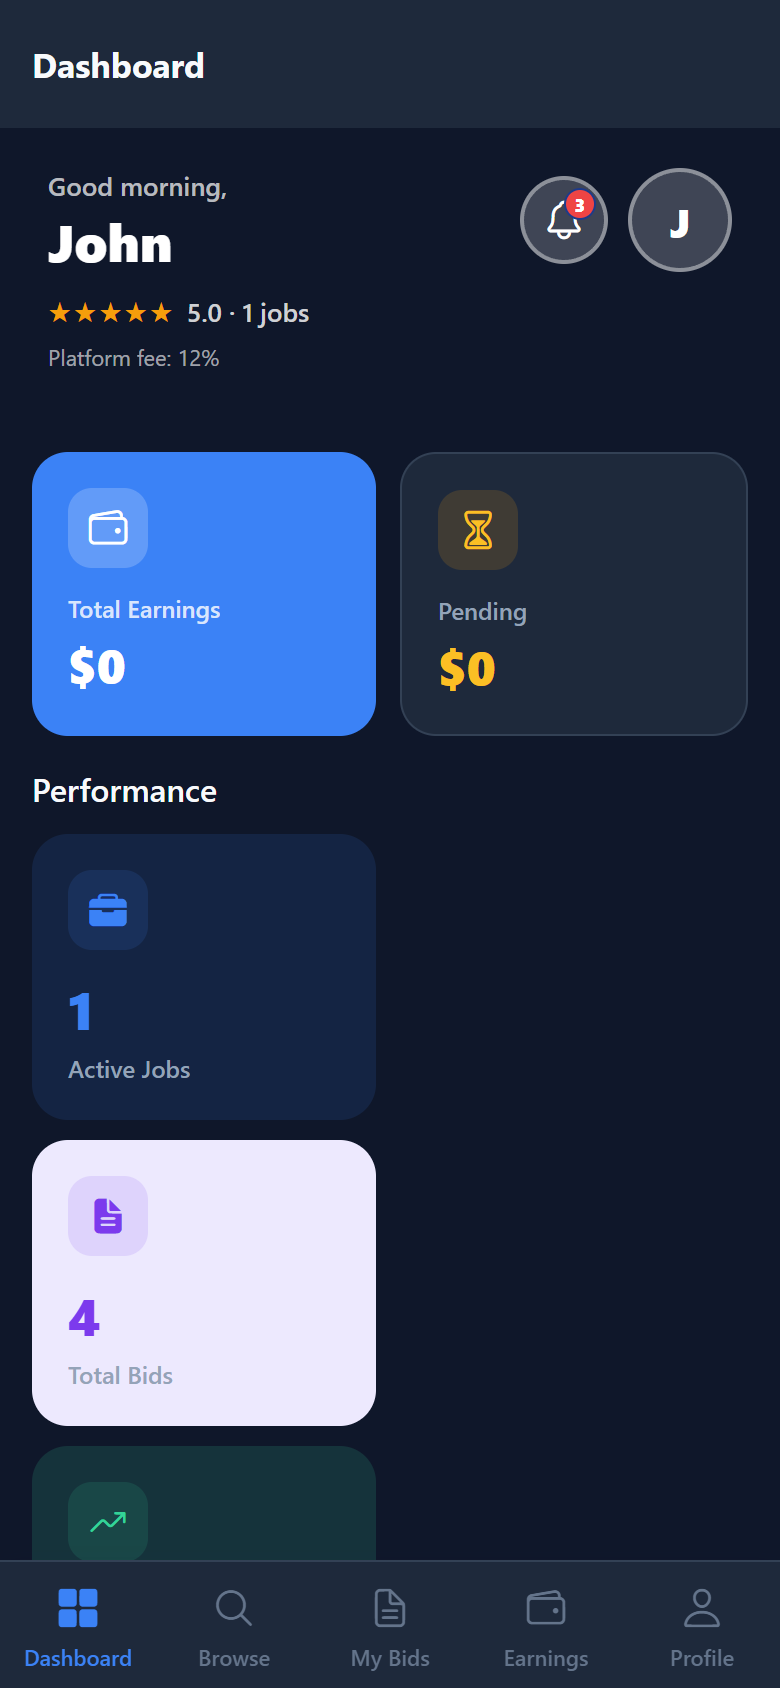 Dashboard
Good morning,
John
3
J
★★★★★ 5.0 · 1 jobs
Platform fee: 12%
Total Earnings
$0
Pending
$0
Performance
1
Active Jobs
4
Total Bids
Dashboard
Browse
My Bids
Earnings
Profile